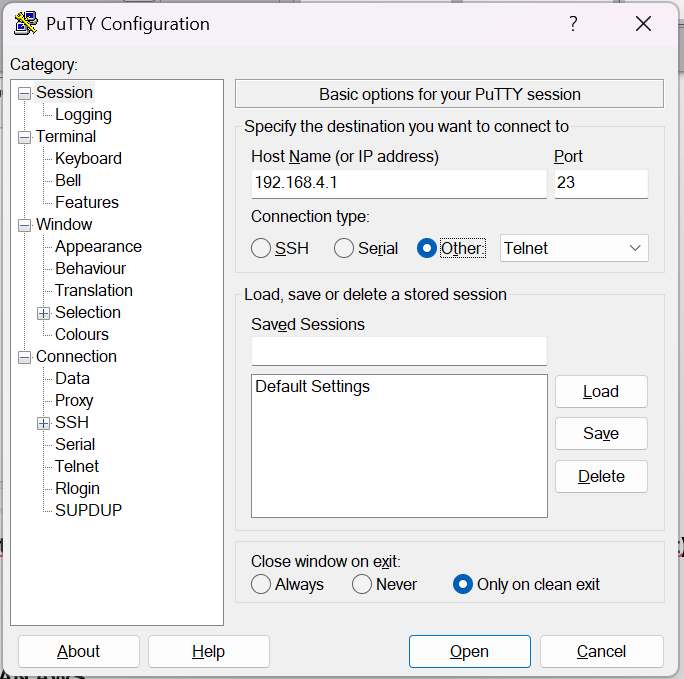 PuTTY Configuration
?
Category:
Session
Logging
Terminal
Keyboard
Bell
Features
Window
Appearance
Behaviour
Translation
Selection
Colours
Connection
Data
Proxy
SSH
Serial
Telnet
Rlogin
SUPDUP
Basic options for your PuTTY session
Specify the destination you want to connect to
Host Name (or IP address) Port
192.168.4.1 23
Connection type:
SSH Serial Other: Telnet
Load, save or delete a stored session
Saved Sessions
Default Settings
Load
Save
Delete
Close window on exit:
Always Never Only on clean exit
About Help Open Cancel